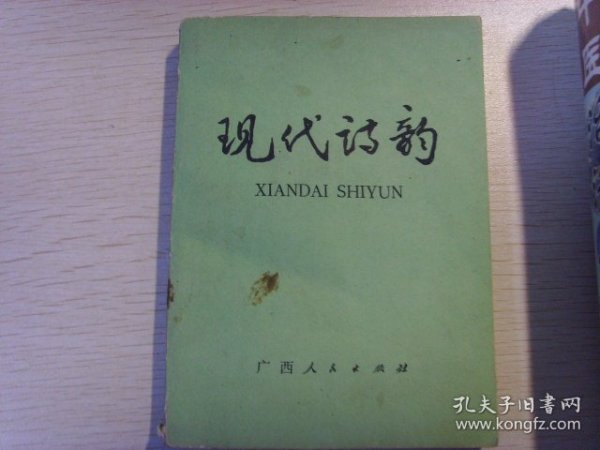 现代诗韵
XIANDAI SHIYUN
广西人民出版社
孔夫子旧书网
www.kongfz.com